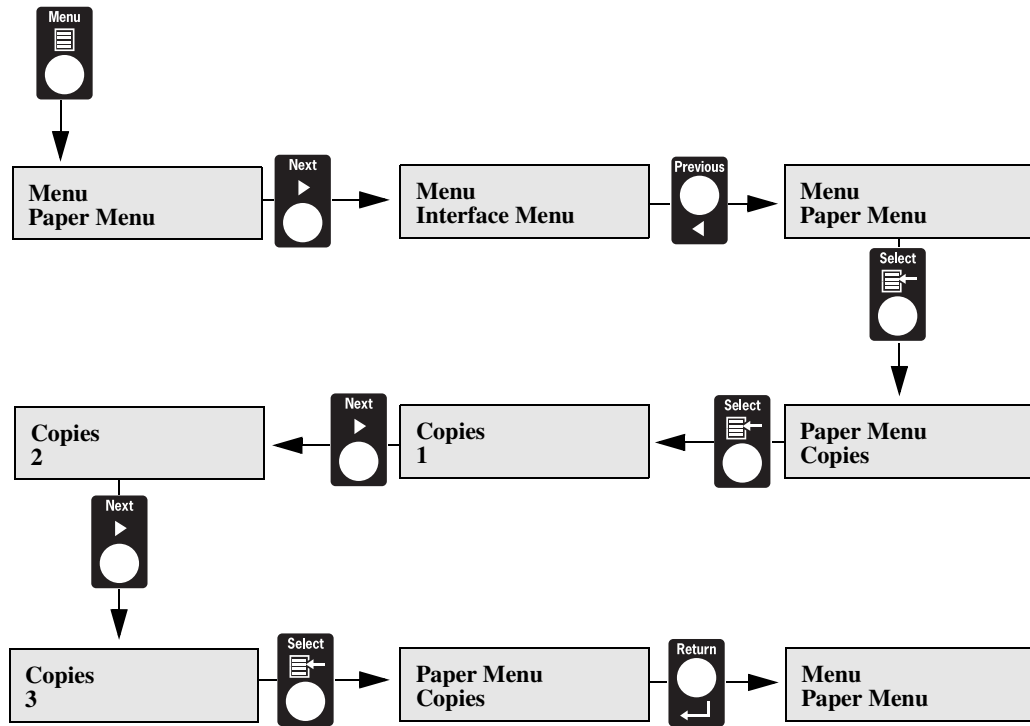 Menu
Menu
Paper Menu
Next
Menu
Interface Menu
Previous
Menu
Paper Menu
Select
Paper Menu
Copies
Select
Copies
1
Next
Copies
2
Next
Copies
3
Select
Paper Menu
Copies
Return
Menu
Paper Menu